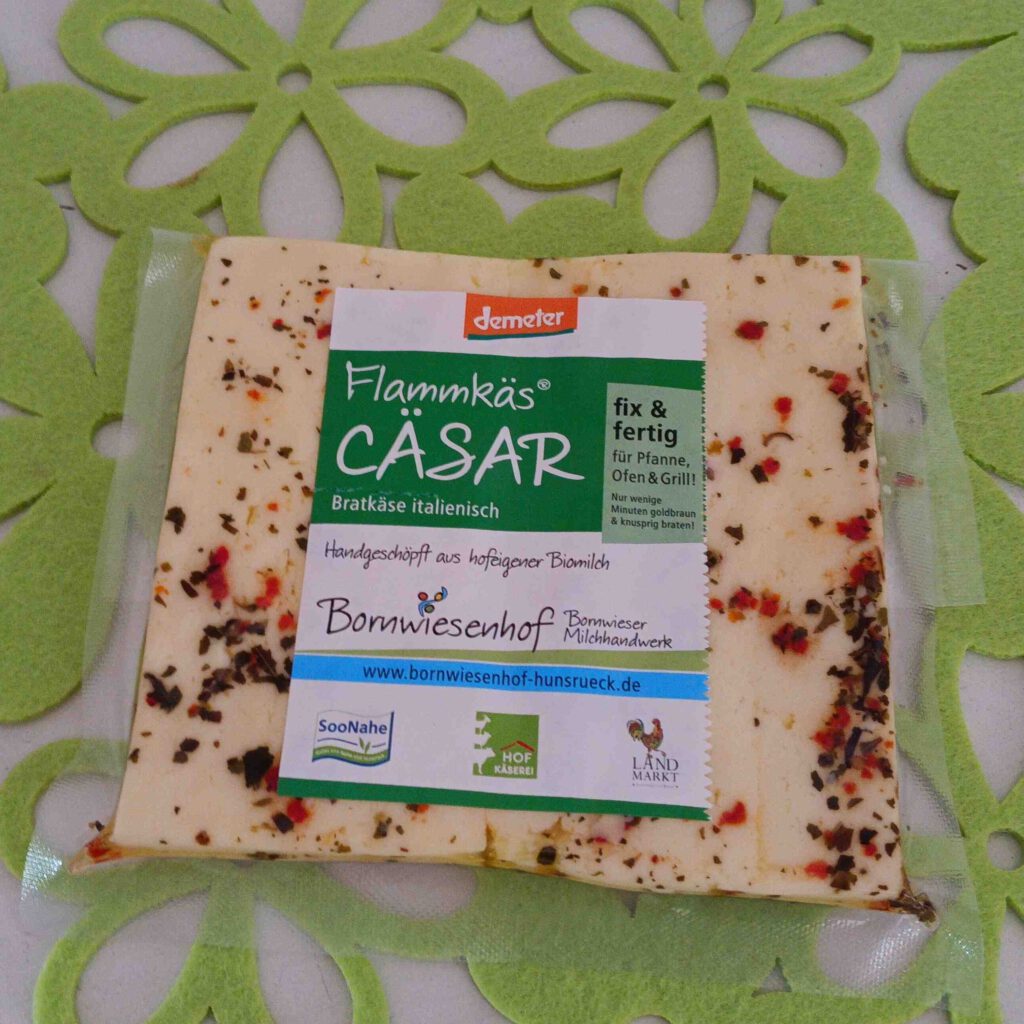 demeter
Flammkäs®
CÄSAR
Bratkäse italienisch
fix &
fertig
für Pfanne,
Ofen & Grill!
Nur wenige
Minuten goldbraun
& knusprig braten!
Handgeschöpft aus hofeigener Biomilch
Bornwiesenhof
Bornwieser
Milchhandwerk
www.bornwiesenhof-hunsrueck.de
SooNahe
HOF
KÄSEREI
LAND
MARKT